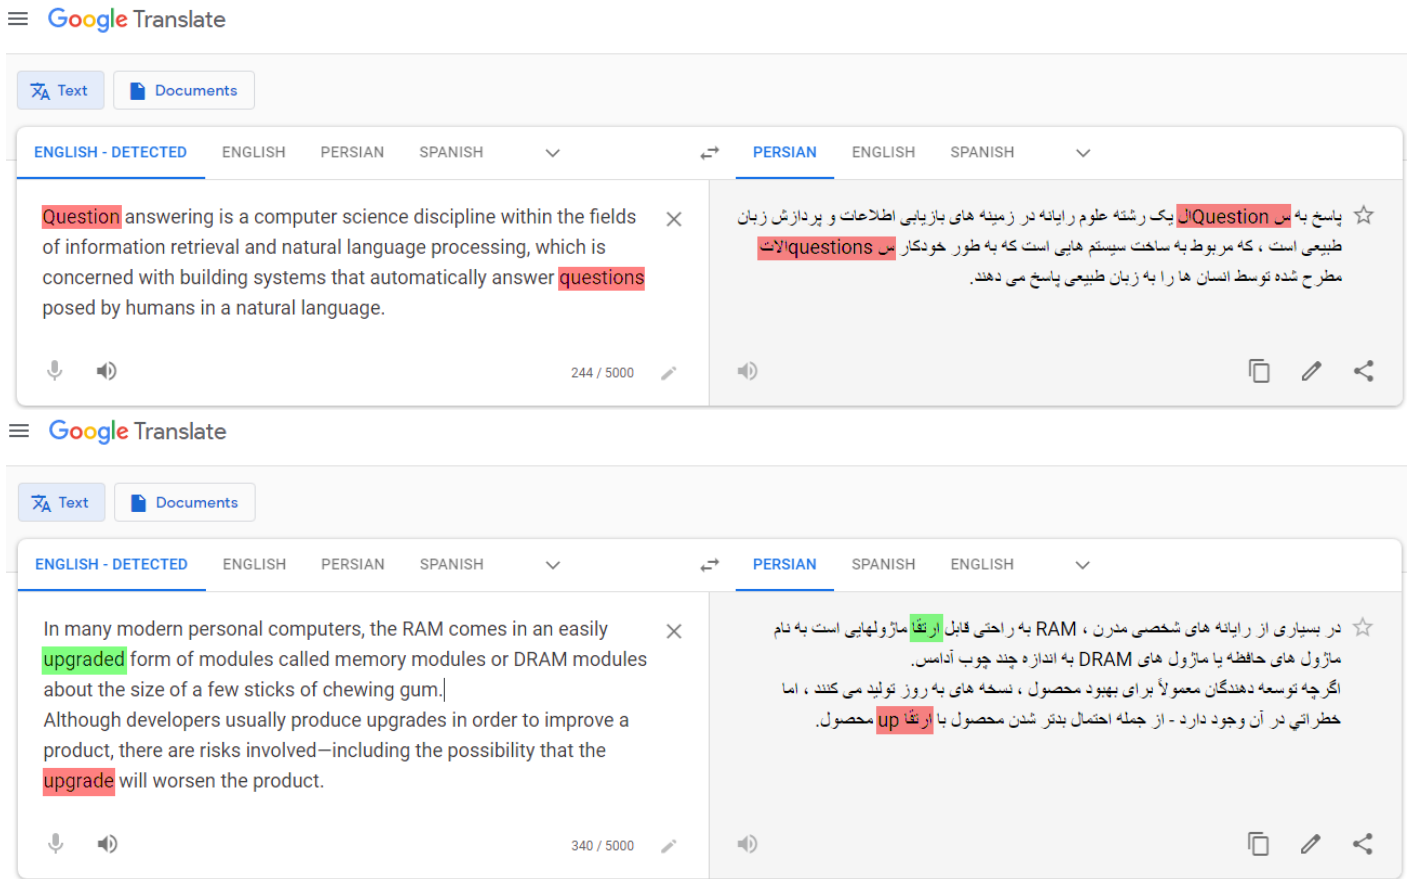 Google Translate
Text Documents
ENGLISH - DETECTED ENGLISH PERSIAN SPANISH
PERSIAN ENGLISH SPANISH
Question answering is a computer science discipline within the fields
of information retrieval and natural language processing, which is
concerned with building systems that automatically answer questions
posed by humans in a natural language.
244 / 5000
پاسخ به س Questionال یک رشته علوم رایانه در زمینه های بازیابی اطلاعات و پردازش زبان
طبیعی است ، که مربوط به ساخت سیستم هایی است که به طور خودکار س questionsالات
مطرح شده توسط انسان ها را به زبان طبیعی پاسخ می دهند.
Google Translate
Text Documents
ENGLISH - DETECTED ENGLISH PERSIAN SPANISH
PERSIAN SPANISH ENGLISH
In many modern personal computers, the RAM comes in an easily
upgraded form of modules called memory modules or DRAM modules
about the size of a few sticks of chewing gum.
Although developers usually produce upgrades in order to improve a
product, there are risks involved—including the possibility that the
upgrade will worsen the product.
340 / 5000
در بسیاری از رایانه های شخصی مدرن ، RAM به راحتی قابل ارتقا ماژولهایی است به نام
ماژول های حافظه یا ماژول های DRAM به اندازه چند چوب آدامس.
اگرچه توسعه دهندگان معمولاً برای بهبود محصول ، نسخه های به روز تولید می کنند ، اما
خطراتی در آن وجود دارد - از جمله احتمال بدتر شدن محصول با ارتقا up محصول.